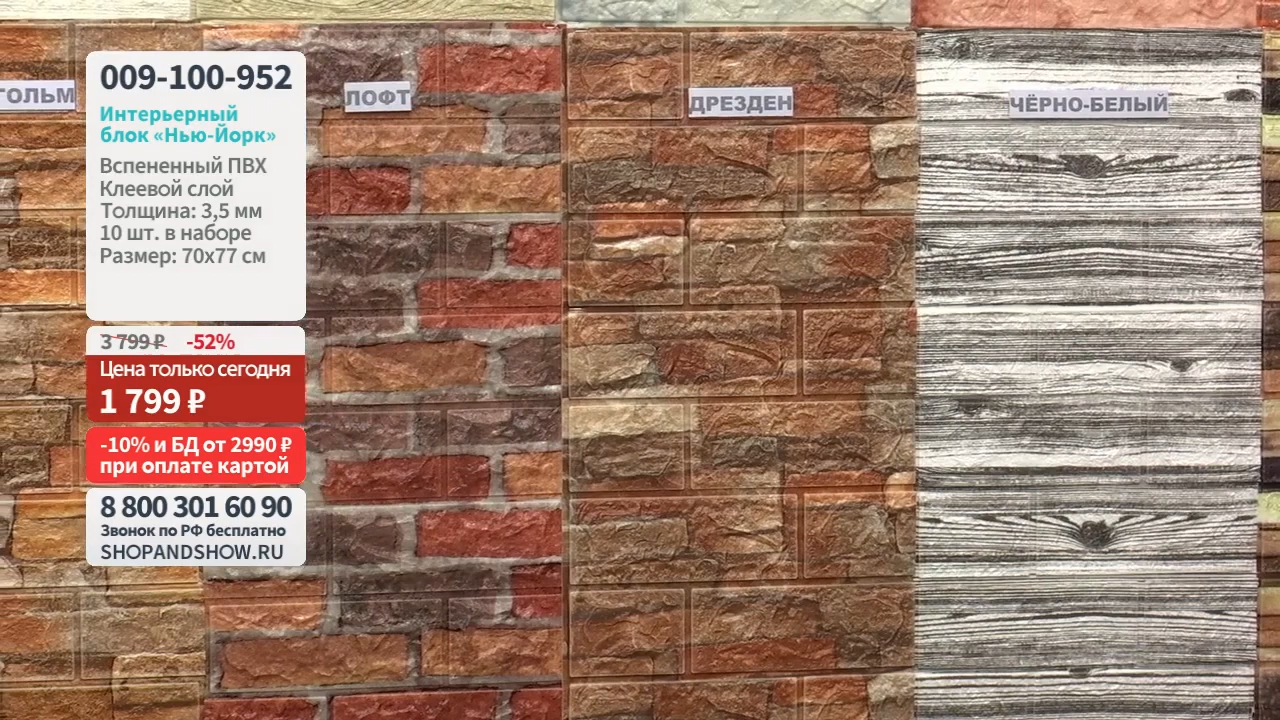 ГОЛЬМ
ЛОФТ
ДРЕЗДЕН
ЧЁРНО-БЕЛЫЙ
009-100-952
Интерьерный
блок «Нью-Йорк»
Вспененный ПВХ
Клеевой слой
Толщина: 3,5 мм
10 шт. в наборе
Размер: 70x77 см
3 799 ₽ -52%
Цена только сегодня
1 799 ₽
-10% и БД от 2990 ₽
при оплате картой
8 800 301 60 90
Звонок по РФ бесплатно
SHOPANDSHOW.RU